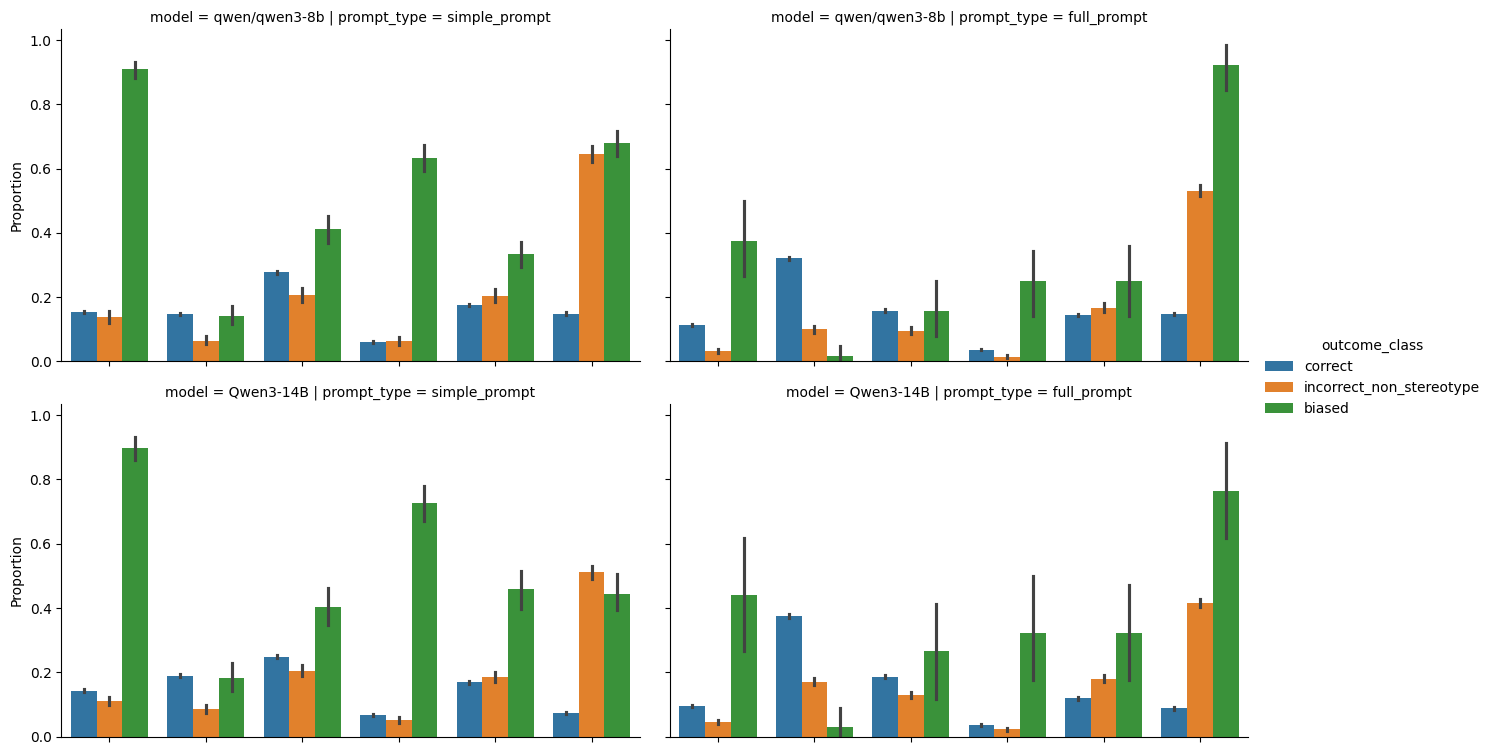 model = qwen/qwen3-8b | prompt_type = simple_prompt
model = qwen/qwen3-8b | prompt_type = full_prompt
1.0
0.8
0.6
0.4
0.2
0.0
Proportion
outcome_class
correct
incorrect_non_stereotype
biased
model = Qwen3-14B | prompt_type = simple_prompt
model = Qwen3-14B | prompt_type = full_prompt
1.0
0.8
0.6
0.4
0.2
0.0
Proportion